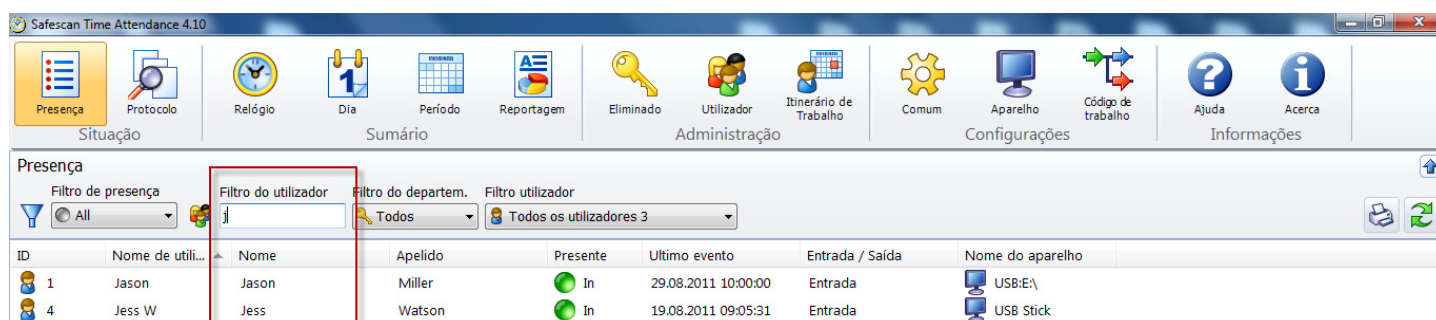 Safescan Time Attendance 4.10
Presença Protocolo Relógio Dia Período Reportagem Eliminado Utilizador Itinerário de Trabalho Comum Aparelho Código de trabalho Ajuda Acerca
Situação Sumário Administração Configurações Informações
Presença
Filtro de presença Filtro do utilizador Filtro do departem. Filtro utilizador
All j Todos Todos os utilizadores 3
ID Nome de utili... Nome Apelido Presente Ultimo evento Entrada / Saída Nome do aparelho
1 Jason Jason Miller In 29.08.2011 10:00:00 Entrada USB:E:\
4 Jess W Jess Watson In 19.08.2011 09:05:31 Entrada USB Stick